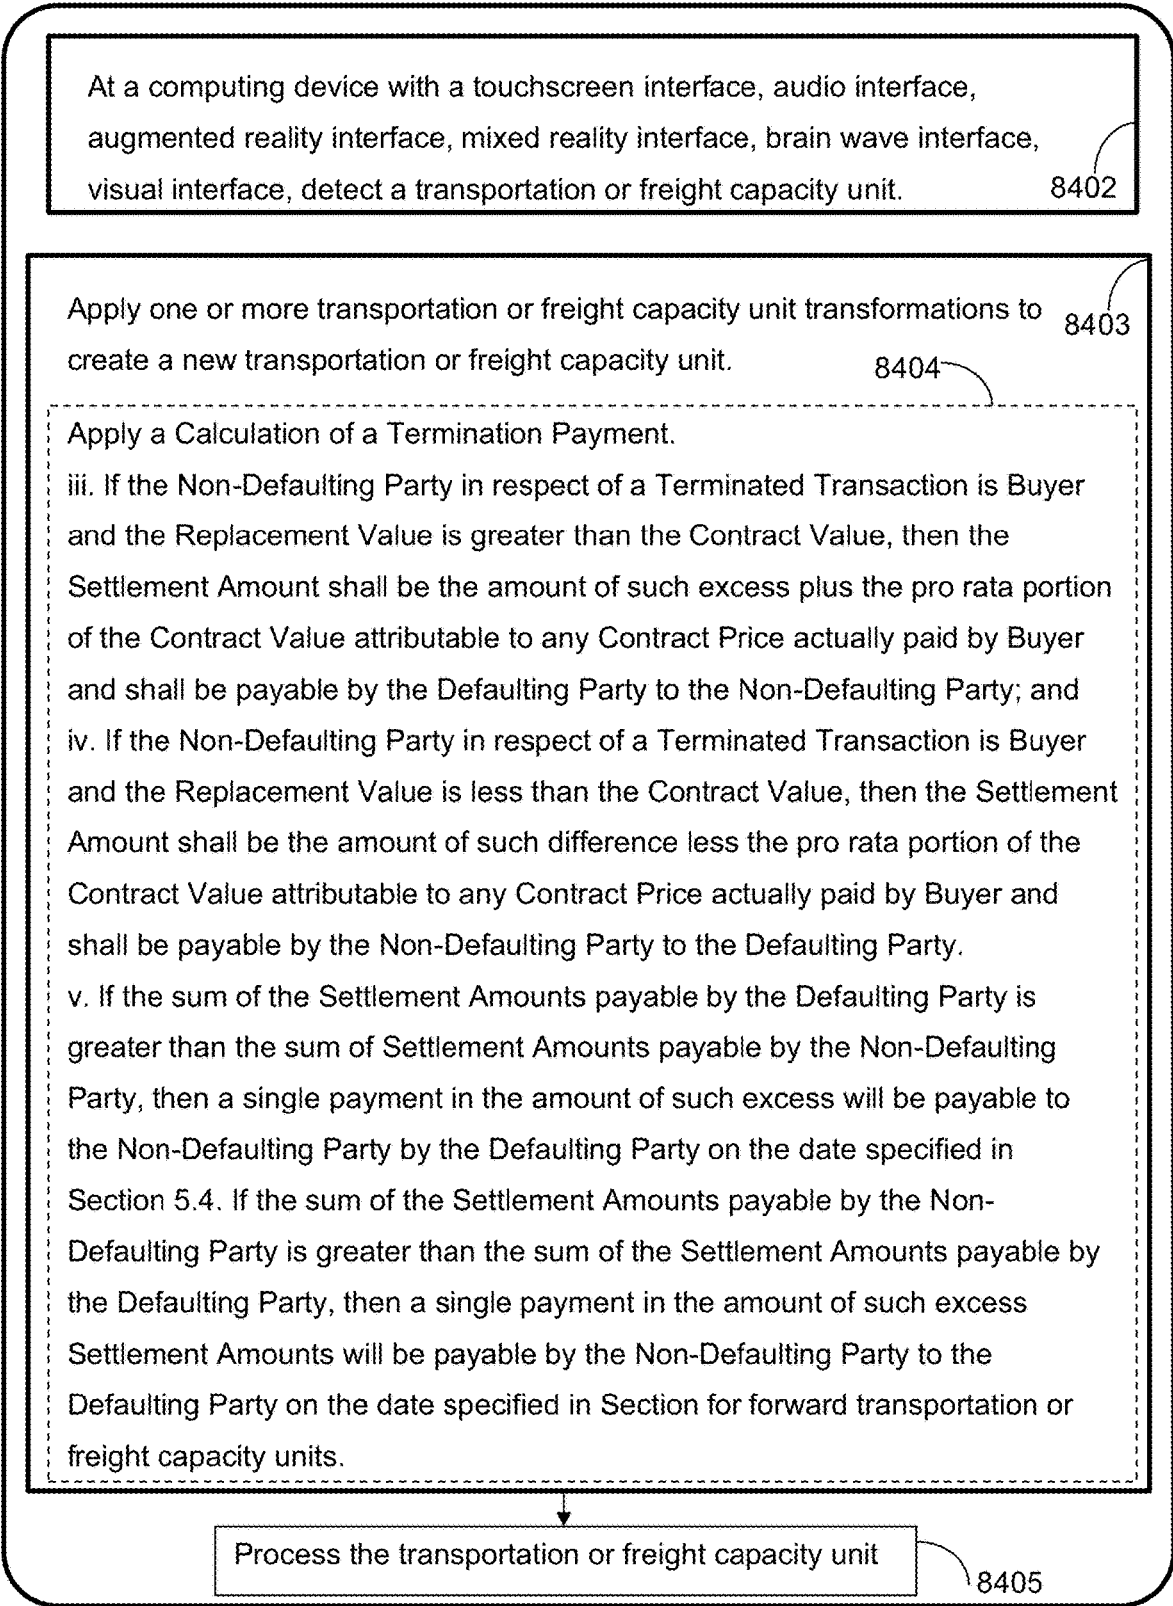 At a computing device with a touchscreen interface, audio interface,
augmented reality interface, mixed reality interface, brain wave interface,
visual interface, detect a transportation or freight capacity unit.
8402
Apply one or more transportation or freight capacity unit transformations to
8403
create a new transportation or freight capacity unit.
8404
Apply a Calculation of a Termination Payment.
iii. If the Non-Defaulting Party in respect of a Terminated Transaction is Buyer
and the Replacement Value is greater than the Contract Value, then the
Settlement Amount shall be the amount of such excess plus the pro rata portion
of the Contract Value attributable to any Contract Price actually paid by Buyer
and shall be payable by the Defaulting Party to the Non-Defaulting Party; and
iv. If the Non-Defaulting Party in respect of a Terminated Transaction is Buyer
and the Replacement Value is less than the Contract Value, then the Settlement
Amount shall be the amount of such difference less the pro rata portion of the
Contract Value attributable to any Contract Price actually paid by Buyer and
shall be payable by the Non-Defaulting Party to the Defaulting Party.
v. If the sum of the Settlement Amounts payable by the Defaulting Party is
greater than the sum of Settlement Amounts payable by the Non-Defaulting
Party, then a single payment in the amount of such excess will be payable to
the Non-Defaulting Party by the Defaulting Party on the date specified in
Section 5.4. If the sum of the Settlement Amounts payable by the Non-
Defaulting Party is greater than the sum of the Settlement Amounts payable by
the Defaulting Party, then a single payment in the amount of such excess
Settlement Amounts will be payable by the Non-Defaulting Party to the
Defaulting Party on the date specified in Section for forward transportation or
freight capacity units.
Process the transportation or freight capacity unit
8405